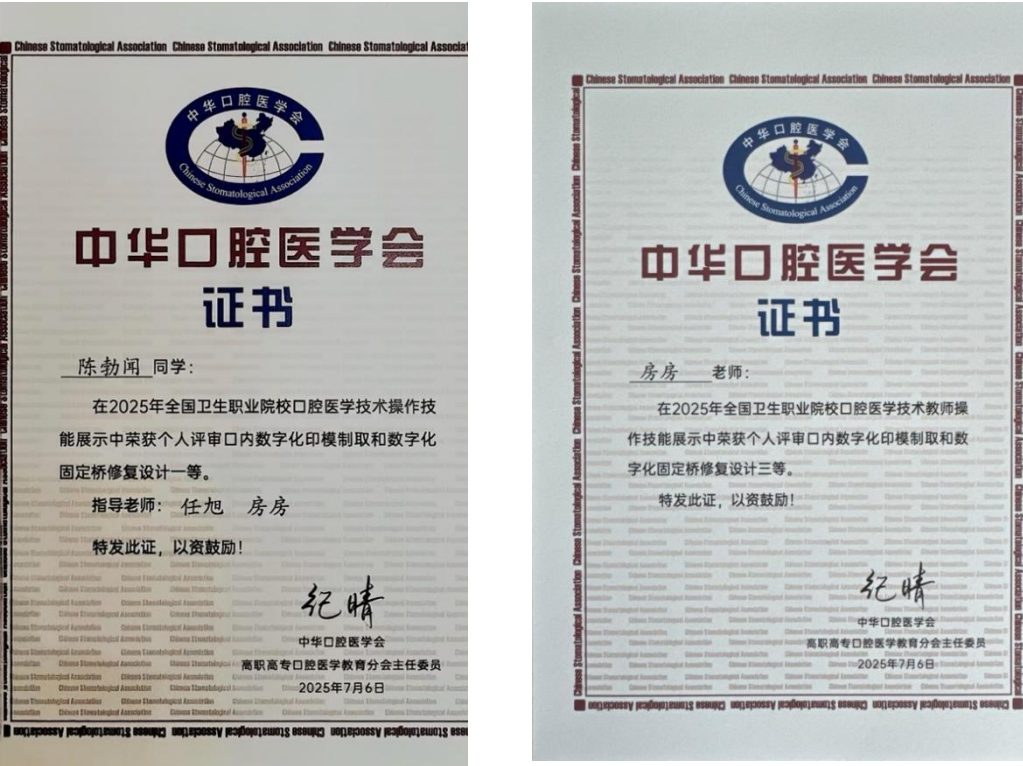 Chinese Stomatological Association Chinese Stomatological Association Chinese Stomatological
中华口腔医学会
Chinese Stomatological Association
中华口腔医学会
证书
陈勃闻 同学：
在2025年全国卫生职业院校口腔医学技术操作技
能展示中荣获个人评审口内数字化印模制取和数字化
固定桥修复设计一等。
指导老师： 任旭 房房
特发此证，以资鼓励！
纪晴
中华口腔医学会
高职高专口腔医学教育分会主任委员
2025年7月6日
Chinese Stomatological Association Chinese Stomatological Association Chinese Stomatological Association
中华口腔医学会
Chinese Stomatological Association
中华口腔医学会
证书
房房 老师：
在2025年全国卫生职业院校口腔医学技术教师操
作技能展示中荣获个人评审口内数字化印模制取和数
字化固定桥修复设计三等。
特发此证，以资鼓励！
纪晴
中华口腔医学会
高职高专口腔医学教育分会主任委员
2025年7月6日